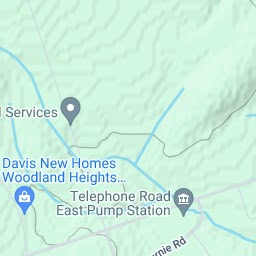 Services
Davis New Homes
Woodland Heights...
Telephone Road
East Pump Station
rnie Rd